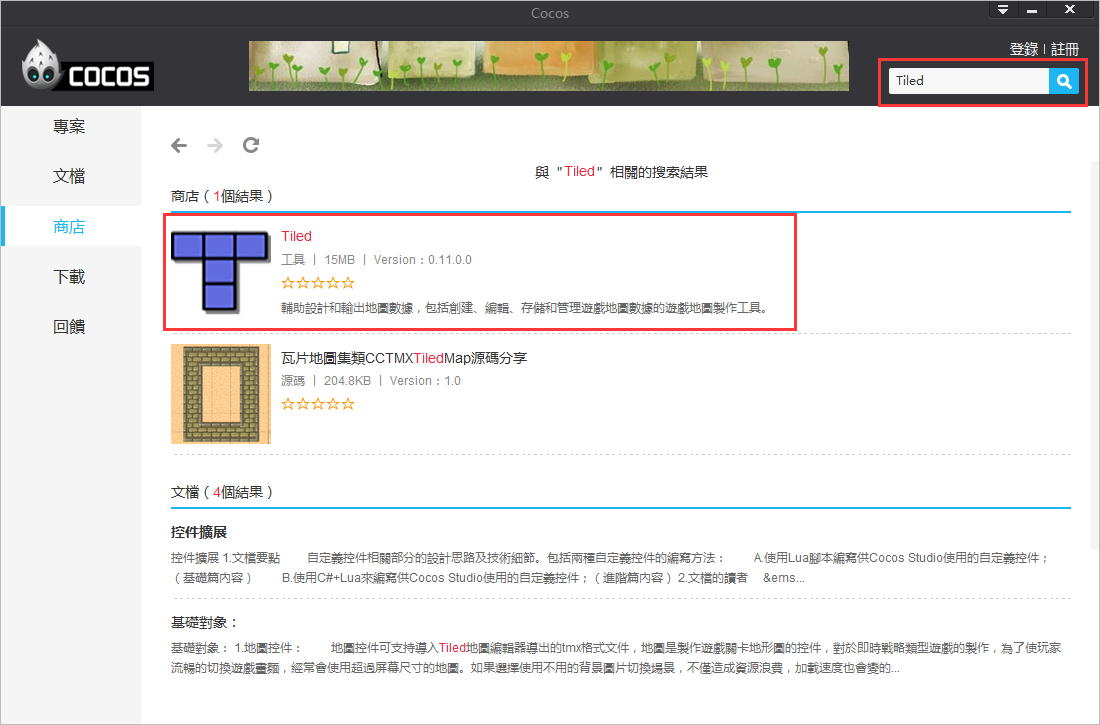 Cocos
COCOS
登錄 | 註冊
Tiled
專案
文檔
商店
下載
回饋
與 "Tiled" 相關的搜索結果
商店 ( 1個結果 )
Tiled
工具 | 15MB | Version：0.11.0.0
輔助設計和輸出地圖數據，包括創建、編輯、存儲和管理遊戲地圖數據的遊戲地圖製作工具。
瓦片地圖集類CCTMXTiledMap源碼分享
源碼 | 204.8KB | Version：1.0
文檔 ( 4個結果 )
控件擴展
控件擴展 1.文檔要點 自定義控件相關部分的設計思路及技術細節。包括兩種自定義控件的編寫方法： A.使用Lua腳本編寫供Cocos Studio使用的自定義控件；
（基礎篇內容） B.使用C#+Lua來編寫供Cocos Studio使用的自定義控件；（進階篇內容）2.文檔的讀者 &ems...
基礎對象：
基礎對象： 1.地圖控件： 地圖控件可支持導入Tiled地圖編輯器導出的tmx格式文件，地圖是製作遊戲關卡地形圖的控件，對於即時戰略類型遊戲的製作，為了使玩家
流暢的切換遊戲畫麵，經常會使用超過屏幕尺寸的地圖。如果選擇使用不用的背景圖片切換場景，不僅造成資源浪費，加載速度也會變的...